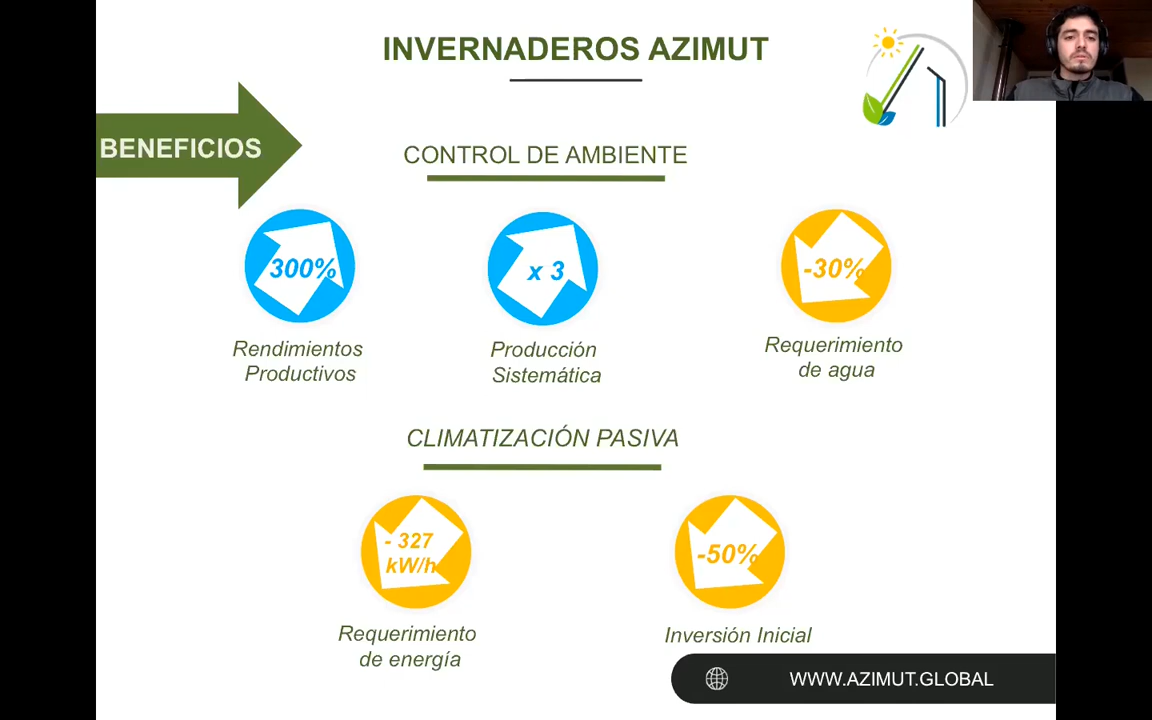 INVERNADEROS AZIMUT
BENEFICIOS
CONTROL DE AMBIENTE
300%
x 3
-30%
Rendimientos
Productivos
Producción
Sistemática
Requerimiento
de agua
CLIMATIZACIÓN PASIVA
- 327
kW/h
-50%
Requerimiento
de energía
Inversión Inicial
WWW.AZIMUT.GLOBAL